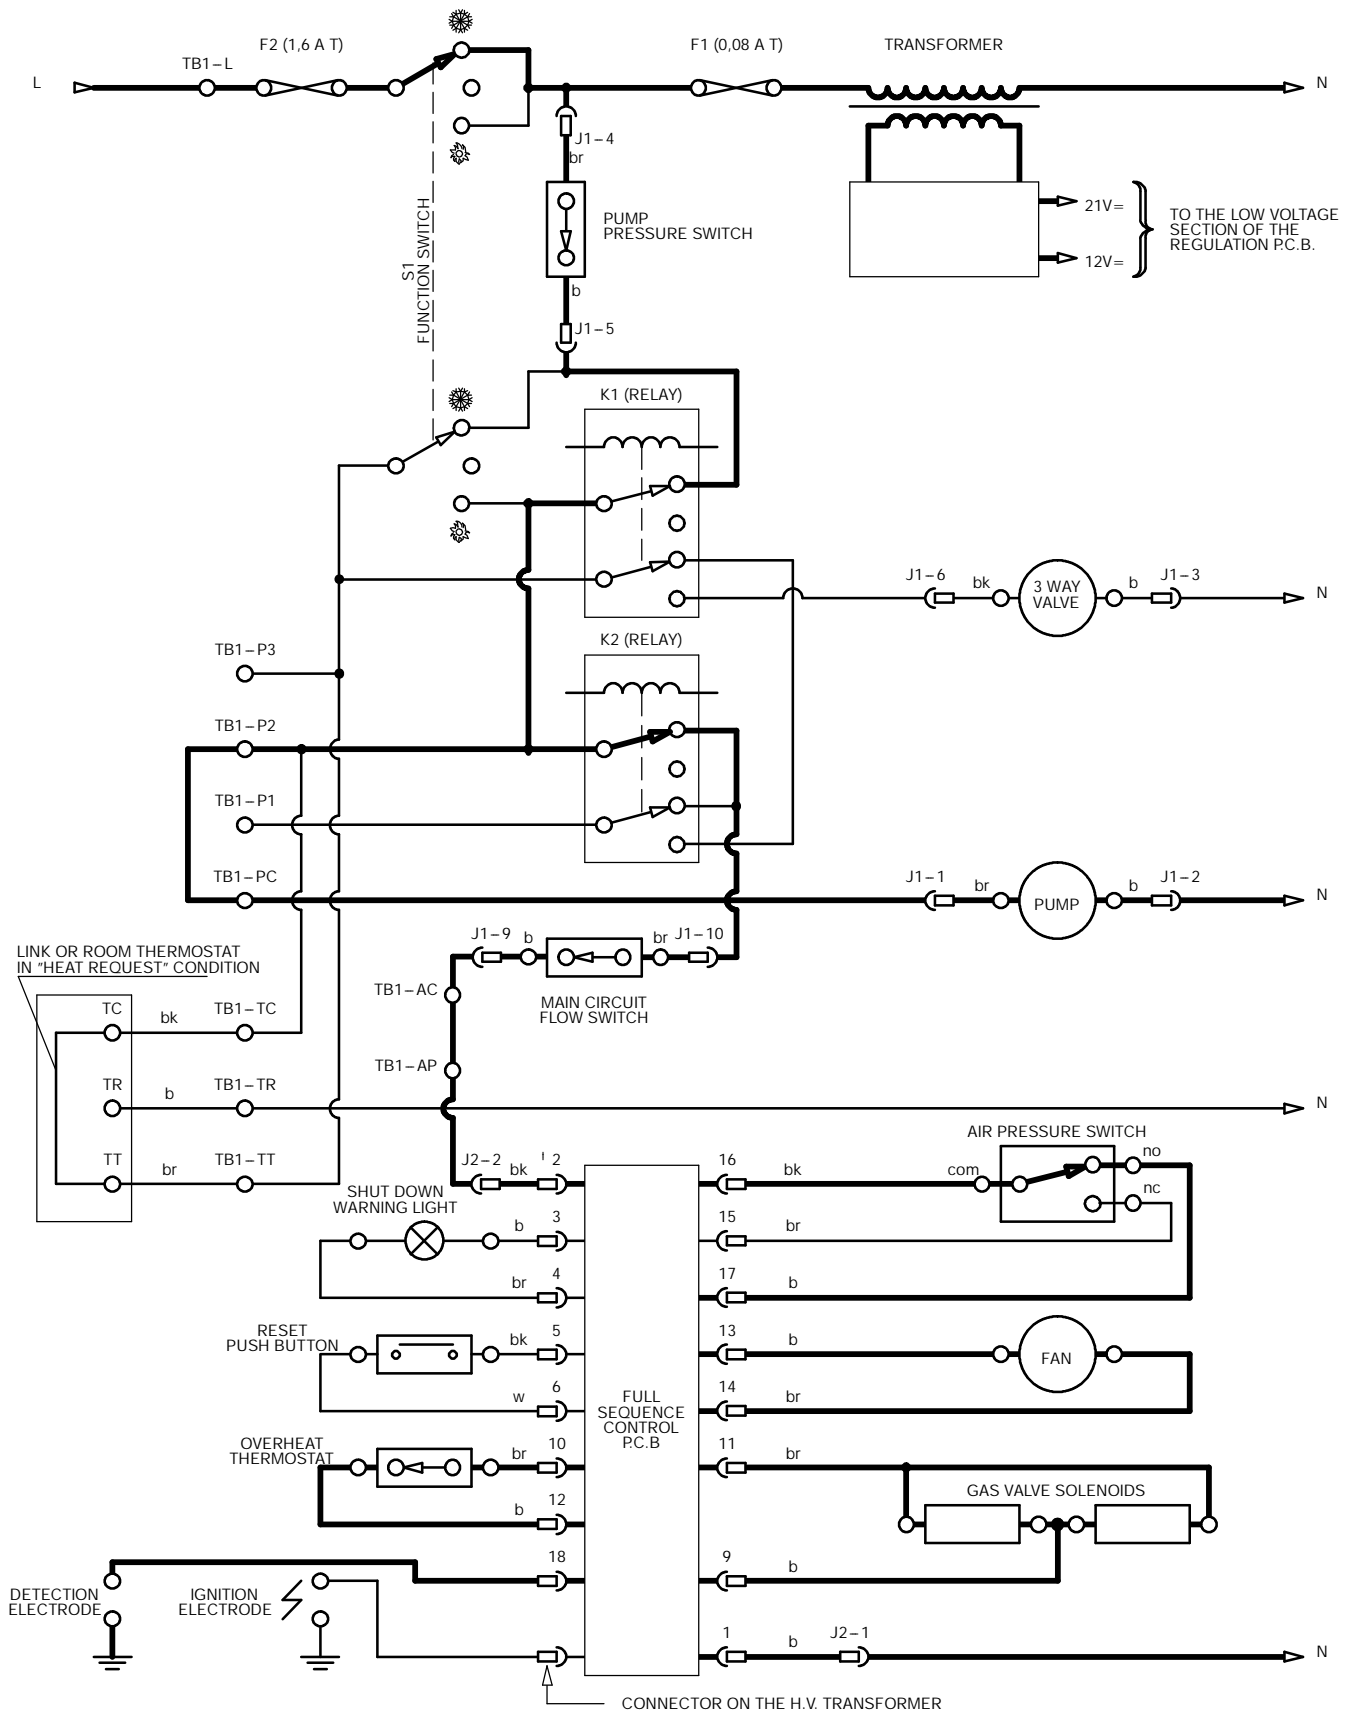 F2 (1,6 A T)
F1 (0,08 A T)
TRANSFORMER
TB1–L
L
N
J1–4
br
PUMP
PRESSURE SWITCH
21V=
12V=
TO THE LOW VOLTAGE
SECTION OF THE
REGULATION P.C.B.
S1
FUNCTION SWITCH
b
J1–5
K1 (RELAY)
J1–6
bk
3 WAY
VALVE
b
J1–3
N
K2 (RELAY)
TB1–P3
TB1–P2
TB1–P1
TB1–PC
J1–1
br
PUMP
b
J1–2
N
J1–9
b
br
J1–10
LINK OR ROOM THERMOSTAT
IN "HEAT REQUEST" CONDITION
TB1–AC
MAIN CIRCUIT
FLOW SWITCH
TC
bk
TB1–TC
TB1–AP
TR
b
TB1–TR
N
AIR PRESSURE SWITCH
TT
br
TB1–TT
J2–2
bk
2
16
bk
com
no
nc
SHUT DOWN
WARNING LIGHT
b
3
15
br
br
4
17
b
RESET
PUSH BUTTON
bk
5
13
b
FAN
w
6
14
br
FULL
SEQUENCE
CONTROL
P.C.B
OVERHEAT
THERMOSTAT
br
10
11
br
GAS VALVE SOLENOIDS
b
12
18
9
b
DETECTION
ELECTRODE
IGNITION
ELECTRODE
1
b
J2–1
N
CONNECTOR ON THE H.V. TRANSFORMER